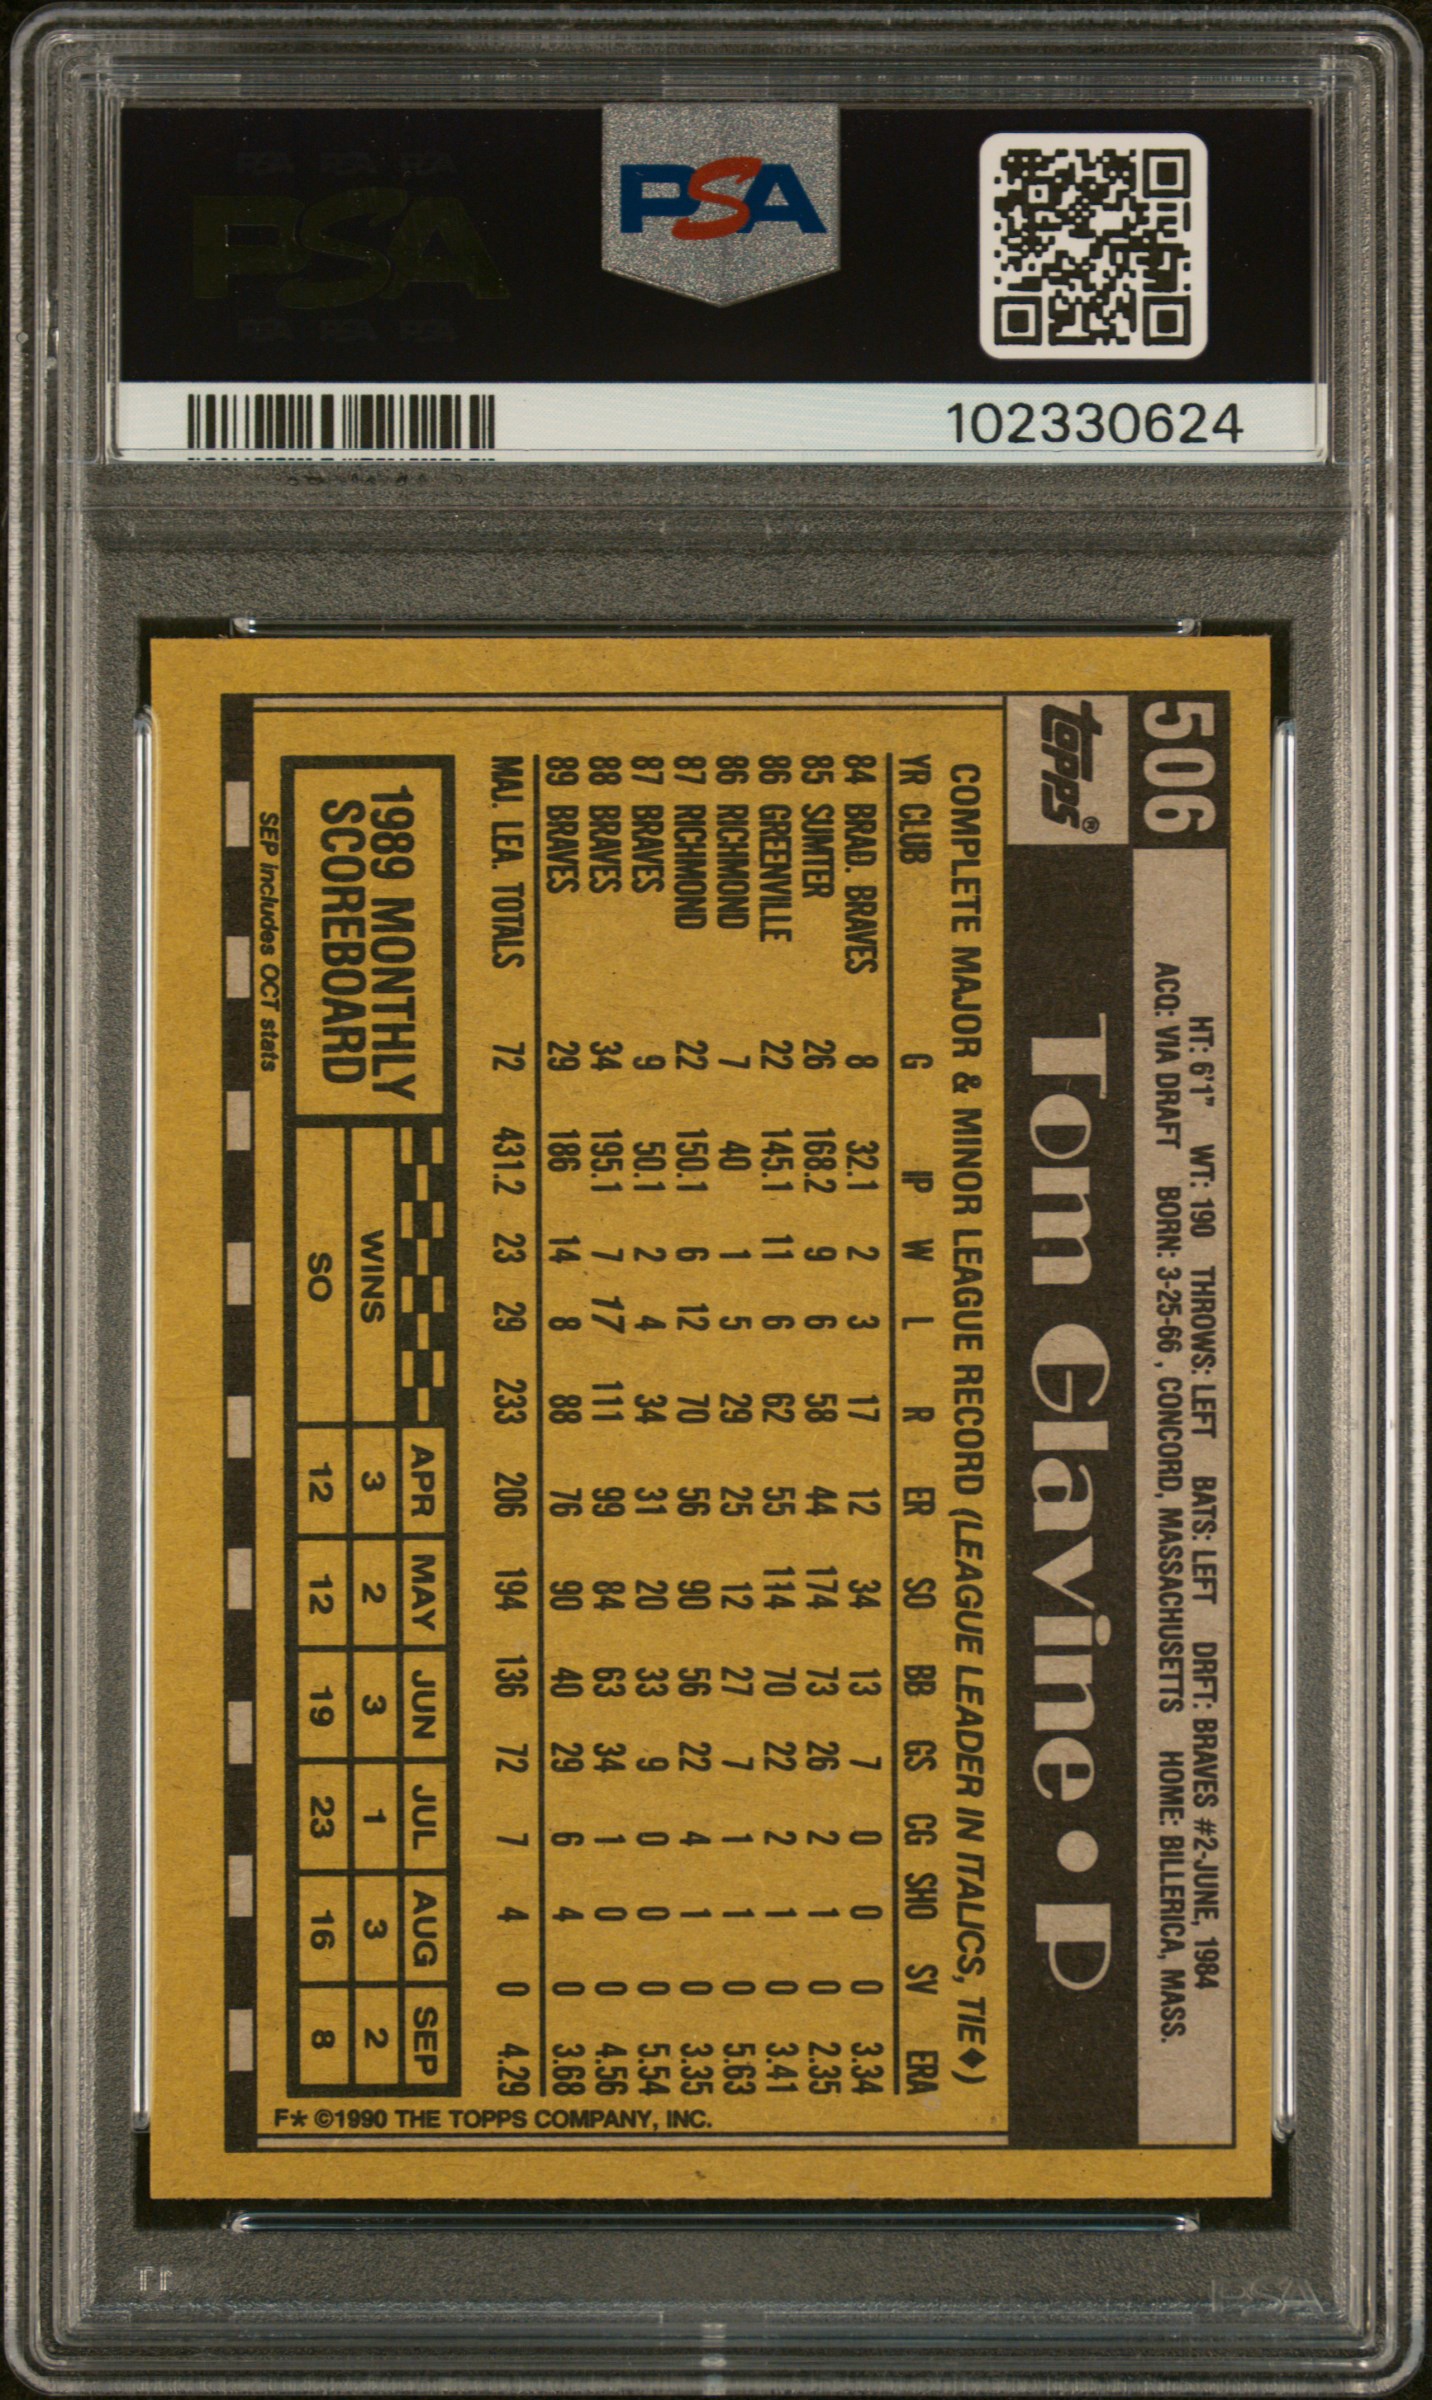 PSA
PSA PSA PSA
PSA
PSA PSA PSA
102330624
506
HT: 6'1" WT: 190 THROWS: LEFT BATS: LEFT DRFT: BRAVES #2-JUNE, 1984
ACQ: VIA DRAFT BORN: 3-25-66, CONCORD, MASSACHUSETTS HOME: BILLERICA, MASS.
topps®
Tom Glavine • P
COMPLETE MAJOR & MINOR LEAGUE RECORD (LEAGUE LEADER IN ITALICS, TIE◆)
YR CLUB G IP W L R ER SO BB GS CG SHO SV ERA
84 BRAD. BRAVES 8 32.1 2 3 17 12 34 13 7 0 0 0 3.34
85 SUMTER 26 168.2 9 6 58 44 174 73 26 2 1 0 2.35
86 GREENVILLE 22 145.1 11 6 62 55 114 70 22 2 1 0 3.41
86 RICHMOND 7 40 1 5 29 25 12 27 7 1 1 0 5.63
87 RICHMOND 22 150.1 6 12 70 56 90 56 22 4 1 0 3.35
87 BRAVES 9 50.1 2 4 34 31 20 33 9 0 0 0 5.54
88 BRAVES 34 195.1 7 17 111 99 84 63 34 1 0 0 4.56
89 BRAVES 29 186 14 8 88 76 90 40 29 6 4 0 3.68
MAJ. LEA. TOTALS 72 431.2 23 29 233 206 194 136 72 7 4 0 4.29
1989 MONTHLY
SCOREBOARD
APR MAY JUN JUL AUG SEP
WINS 3 2 3 1 3 2
SO 12 12 19 23 16 8
SEP includes OCT stats
F* ©1990 THE TOPPS COMPANY, INC.
PSA